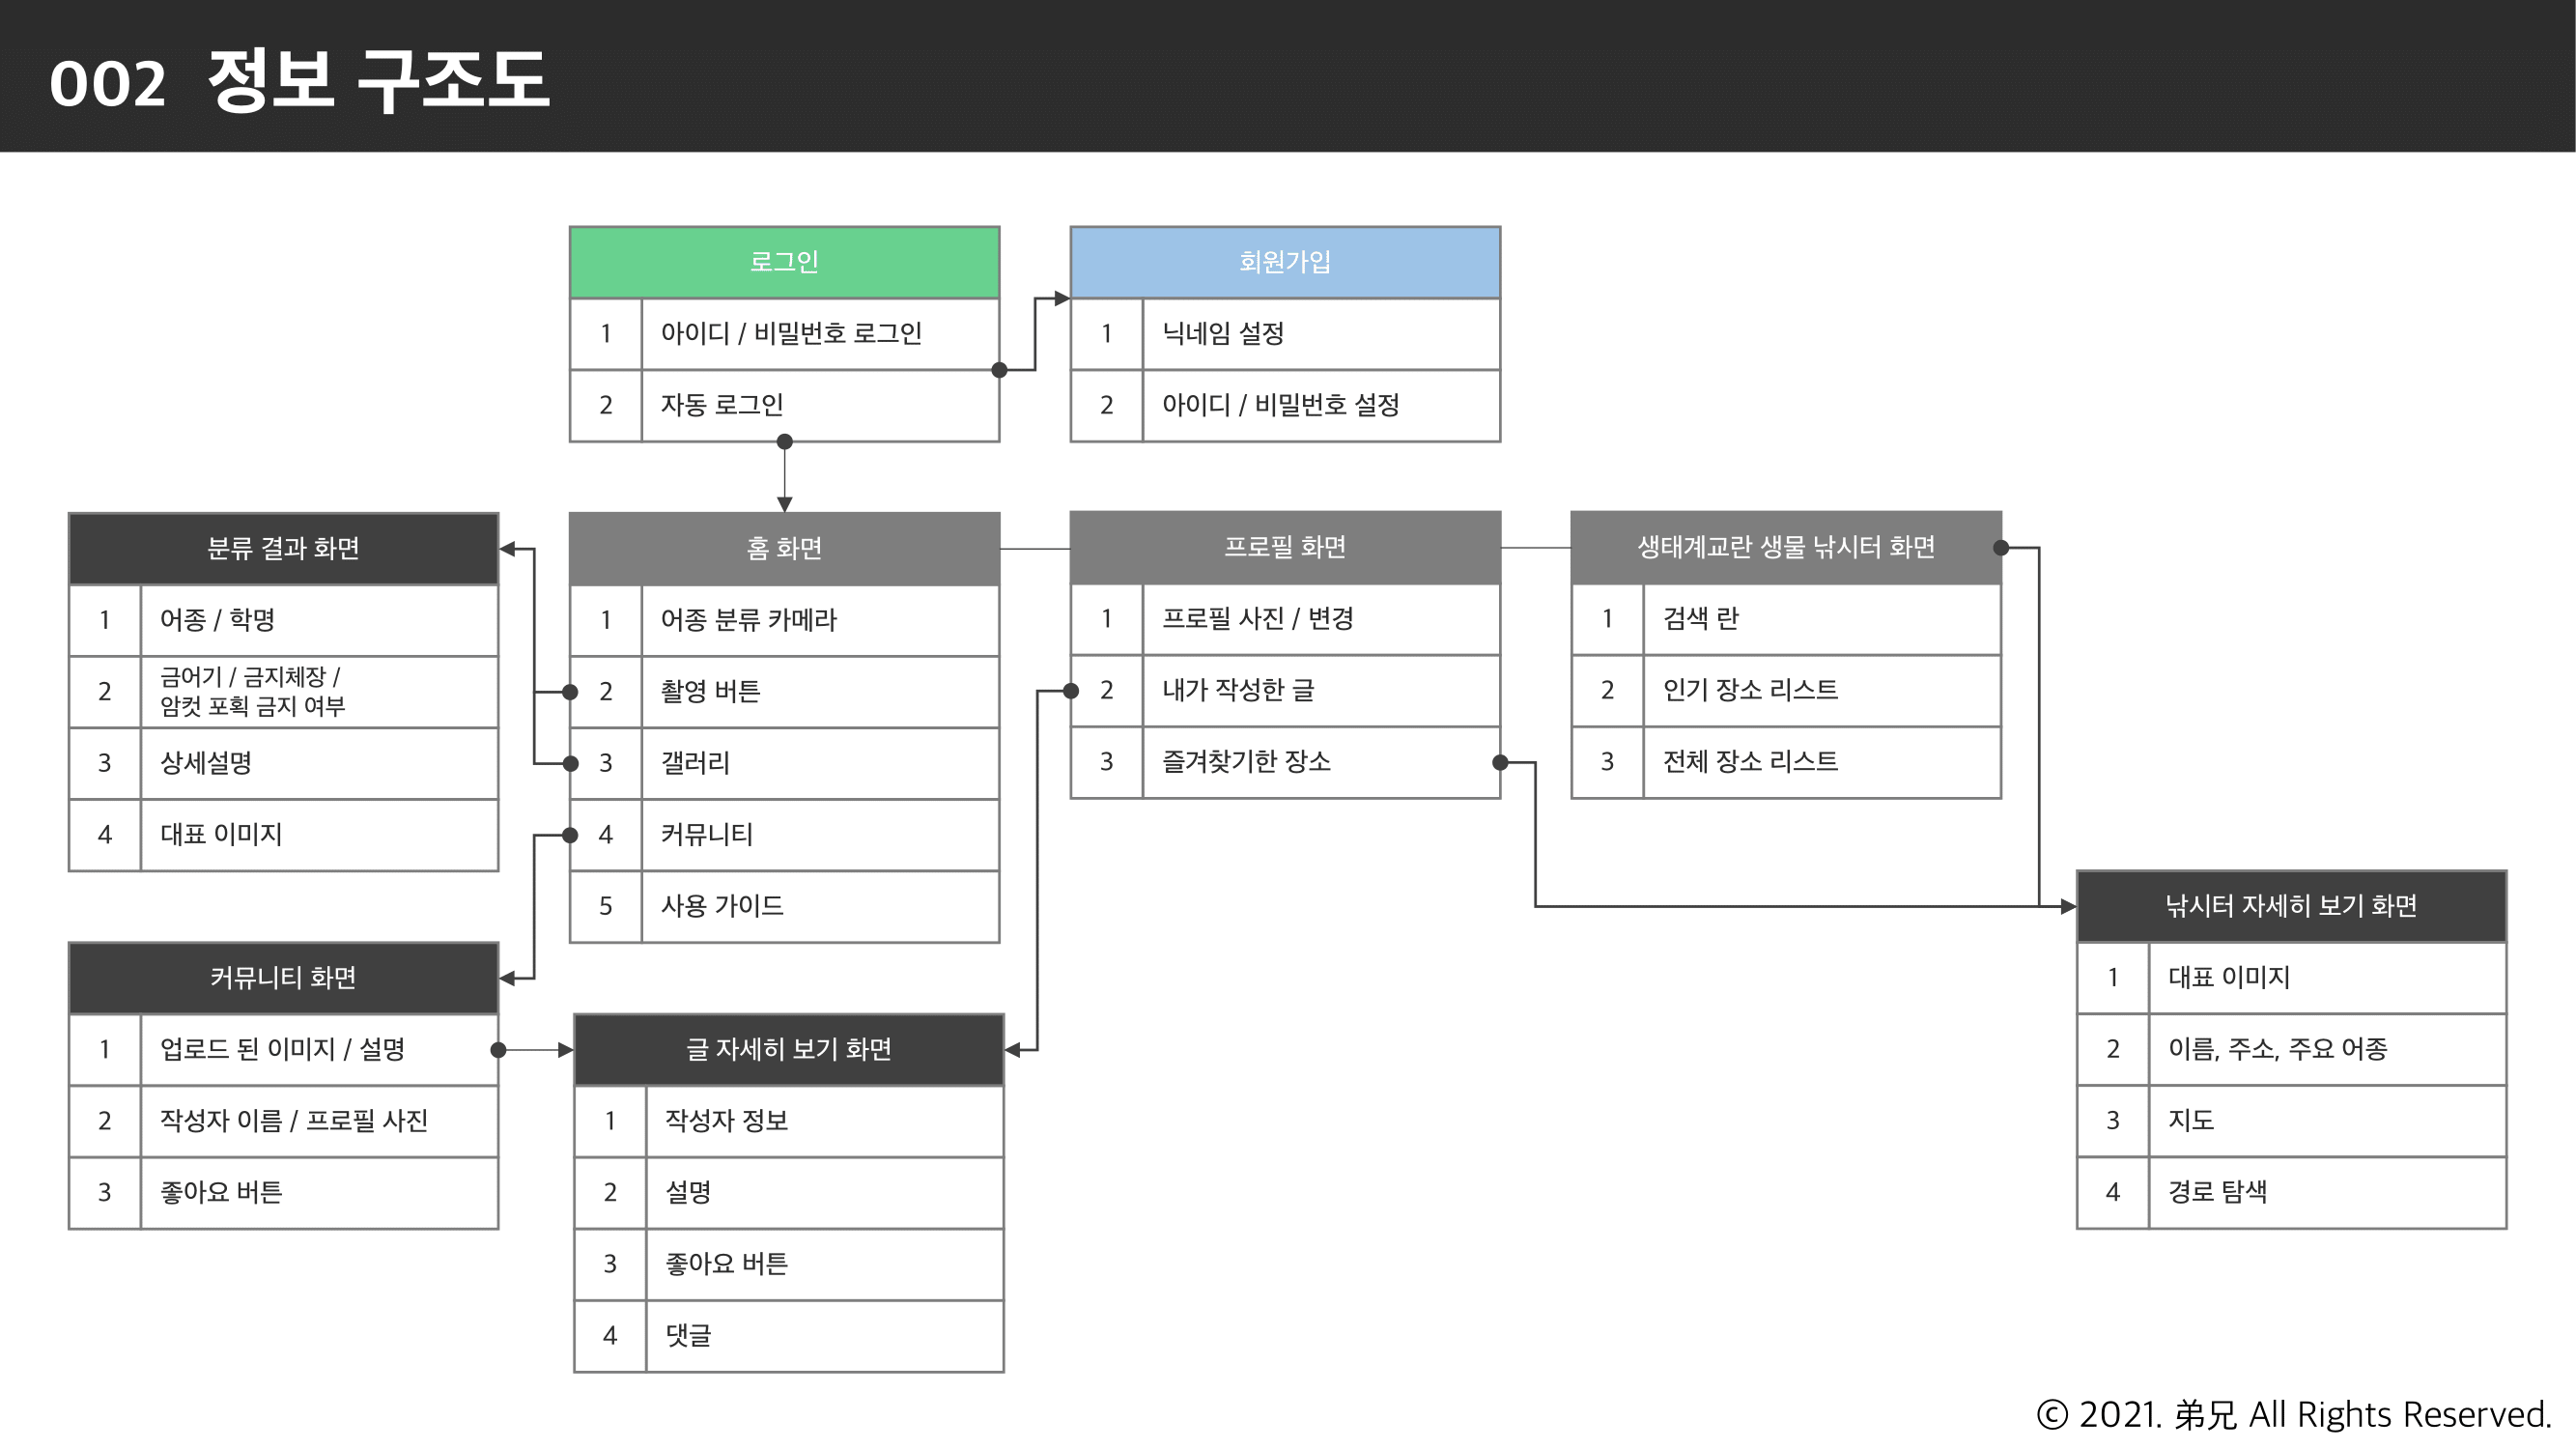 002 정보 구조도
로그인
1 아이디 / 비밀번호 로그인
2 자동 로그인
회원가입
1 닉네임 설정
2 아이디 / 비밀번호 설정
분류 결과 화면
1 어종 / 학명
2 금어기 / 금지체장 /
암컷 포획 금지 여부
3 상세설명
4 대표 이미지
홈 화면
1 어종 분류 카메라
2 촬영 버튼
3 갤러리
4 커뮤니티
5 사용 가이드
프로필 화면
1 프로필 사진 / 변경
2 내가 작성한 글
3 즐겨찾기한 장소
생태계교란 생물 낚시터 화면
1 검색 란
2 인기 장소 리스트
3 전체 장소 리스트
커뮤니티 화면
1 업로드 된 이미지 / 설명
2 작성자 이름 / 프로필 사진
3 좋아요 버튼
글 자세히 보기 화면
1 작성자 정보
2 설명
3 좋아요 버튼
4 댓글
낚시터 자세히 보기 화면
1 대표 이미지
2 이름, 주소, 주요 어종
3 지도
4 경로 탐색
© 2021. 弟兄 All Rights Reserved.